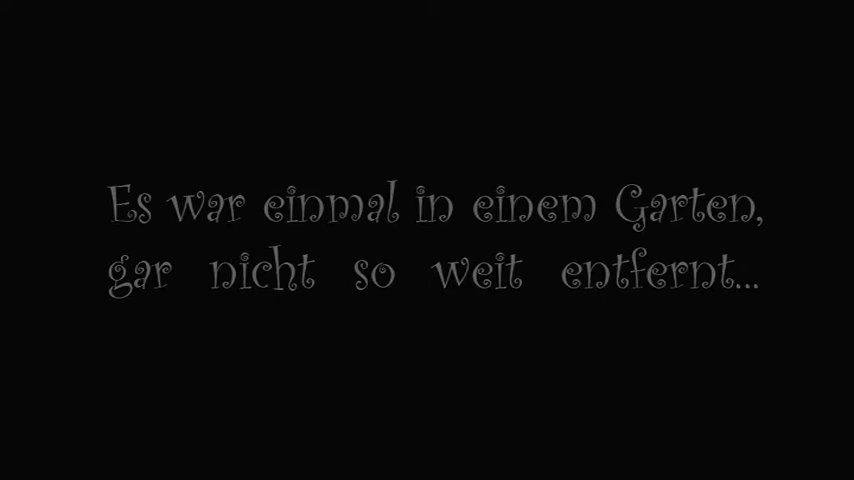 Es war einmal in einem Garten,
gar nicht so weit entfernt...